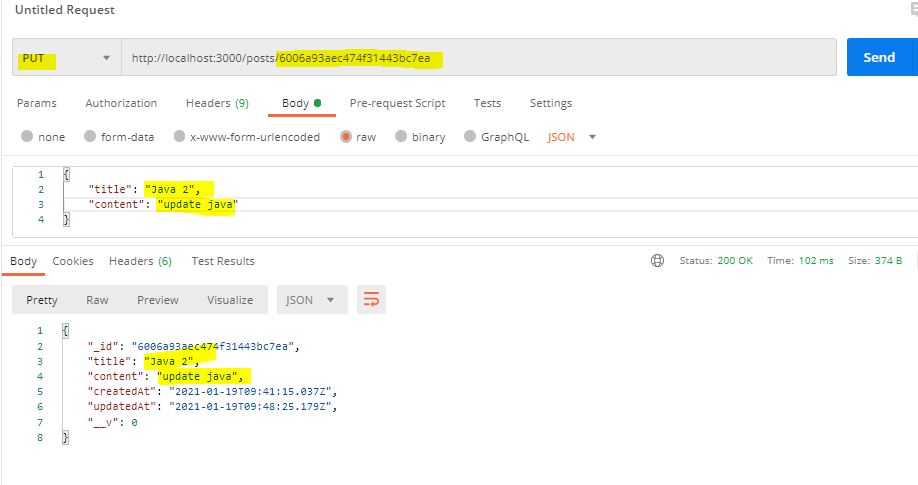 Untitled Request
PUT http://localhost:3000/posts/6006a93aec474f31443bc7ea Send
Params Authorization Headers (9) Body Pre-request Script Tests Settings
none form-data x-www-form-urlencoded raw binary GraphQL JSON
1 {
2 "title": "Java 2",
3 "content": "update java"
4 }
Body Cookies Headers (6) Test Results Status: 200 OK Time: 102 ms Size: 374 B
Pretty Raw Preview Visualize JSON
1 {
2 "_id": "6006a93aec474f31443bc7ea",
3 "title": "Java 2",
4 "content": "update java",
5 "createdAt": "2021-01-19T09:41:15.037Z",
6 "updatedAt": "2021-01-19T09:48:25.179Z",
7 "__v": 0
8 }